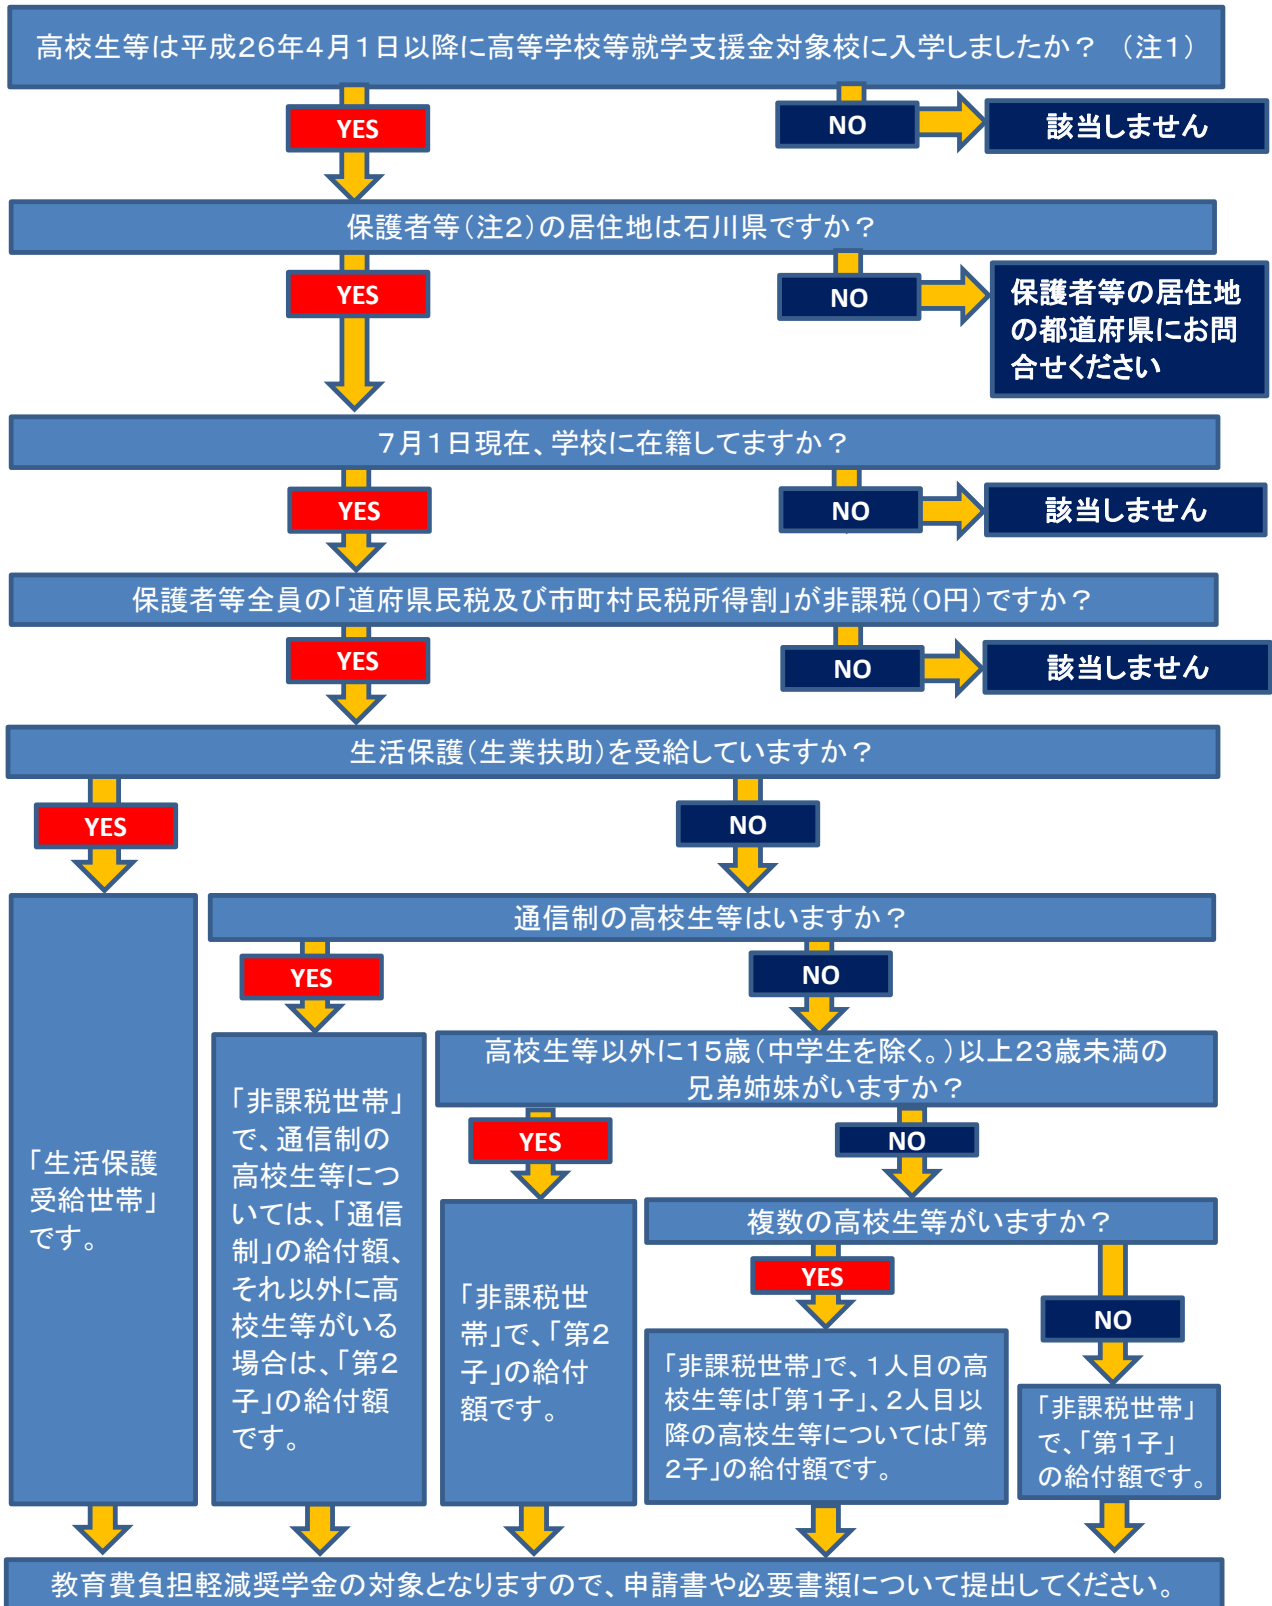 高校生等は平成26年4月1日以降に高等学校等就学支援金対象校に入学しましたか？ （注1）
YES
NO
該当しません
保護者等（注2）の居住地は石川県ですか？
YES
NO
保護者等の居住地
の都道府県にお問
合せください
7月1日現在、学校に在籍してますか？
YES
NO
該当しません
保護者等全員の「道府県民税及び市町村民税所得割」が非課税（0円）ですか？
YES
NO
該当しません
生活保護（生業扶助）を受給していますか？
YES
NO
通信制の高校生等はいますか？
YES
NO
高校生等以外に15歳（中学生を除く。）以上23歳未満の
兄弟姉妹がいますか？
YES
NO
複数の高校生等がいますか？
YES
NO
「生活保護
受給世帯」
です。
「非課税世帯」
で、通信制の
高校生等につ
いては、「通信
制」の給付額、
それ以外に高
校生等がいる
場合は、「第2
子」の給付額
です。
「非課税世
帯」で、「第2
子」の給付
額です。
「非課税世帯」で、1人目の高
校生等は「第1子」、2人目以
降の高校生等については「第
2子」の給付額です。
「非課税世帯」
で、「第1子」
の給付額です。
教育費負担軽減奨学金の対象となりますので、申請書や必要書類について提出してください。